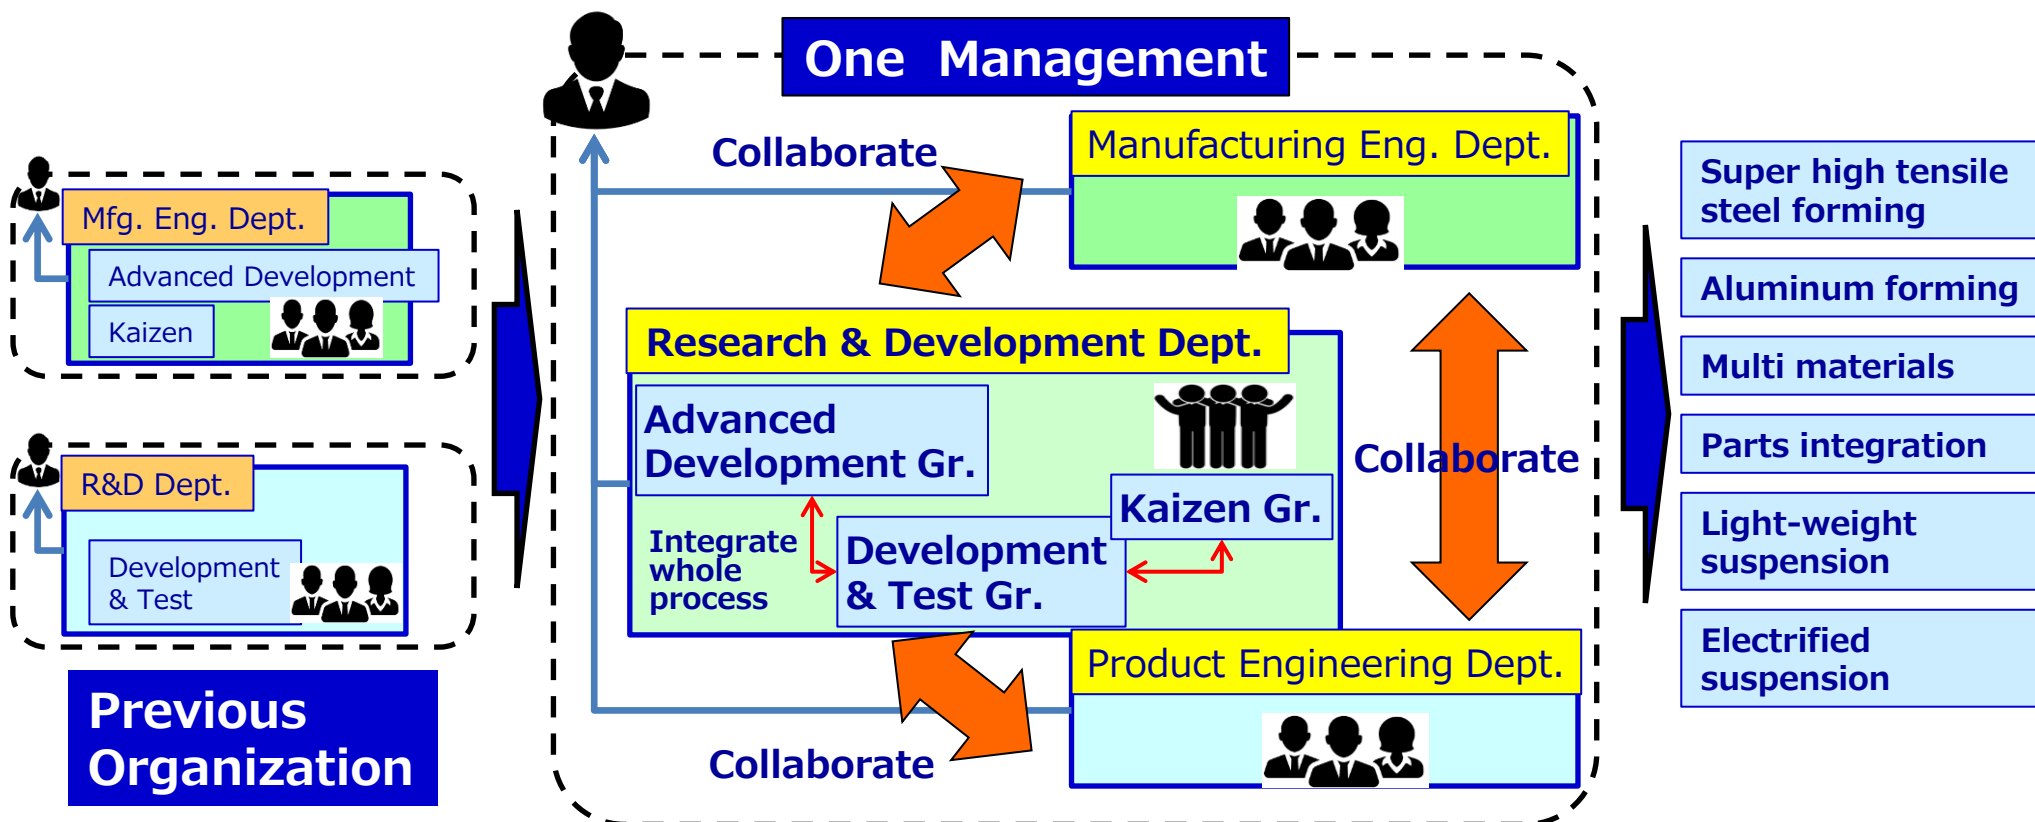 Mfg. Eng. Dept.
Advanced Development
Kaizen
R&D Dept.
Development
& Test
Previous
Organization
One Management
Collaborate
Manufacturing Eng. Dept.
Research & Development Dept.
Advanced
Development Gr.
Kaizen Gr.
Integrate
whole
process
Development
& Test Gr.
Collaborate
Product Engineering Dept.
Collaborate
Super high tensile
steel forming
Aluminum forming
Multi materials
Parts integration
Light-weight
suspension
Electrified
suspension